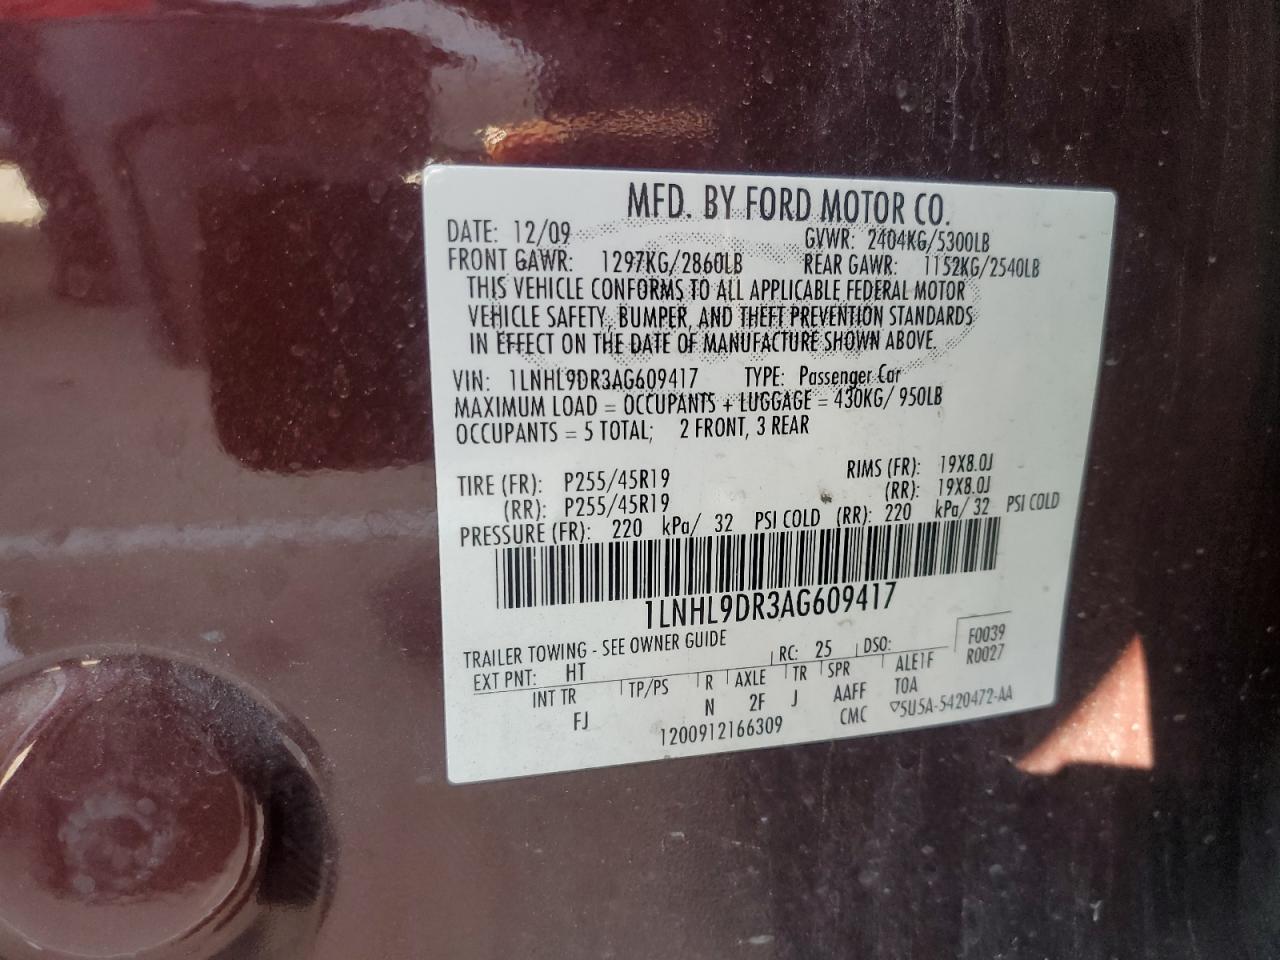 MFD. BY FORD MOTOR CO.
DATE: 12/09 GVWR: 2404KG/5300LB
FRONT GAWR: 1297KG/2860LB REAR GAWR: 1152KG/2540LB
THIS VEHICLE CONFORMS TO ALL APPLICABLE FEDERAL MOTOR
VEHICLE SAFETY, BUMPER, AND THEFT PREVENTION STANDARDS
IN EFFECT ON THE DATE OF MANUFACTURE SHOWN ABOVE.
VIN: 1LNHL9DR3AG609417 TYPE: Passenger Car
MAXIMUM LOAD = OCCUPANTS + LUGGAGE = 430KG/ 950LB
OCCUPANTS = 5 TOTAL; 2 FRONT, 3 REAR
TIRE (FR): P255/45R19 RIMS (FR): 19X8.0J
(RR): P255/45R19 (RR): 19X8.0J
PRESSURE (FR): 220 kPa/ 32 PSI COLD (RR): 220 kPa/ 32 PSI COLD
1LNHL9DR3AG609417
TRAILER TOWING - SEE OWNER GUIDE F0039
EXT PNT: HT RC: 25 DSO: R0027
INT TR TP/PS R AXLE TR SPR ALE1F
FJ N 2F J AAFF TOA
1200912166309 CMC ▽5U5A-5420472-AA